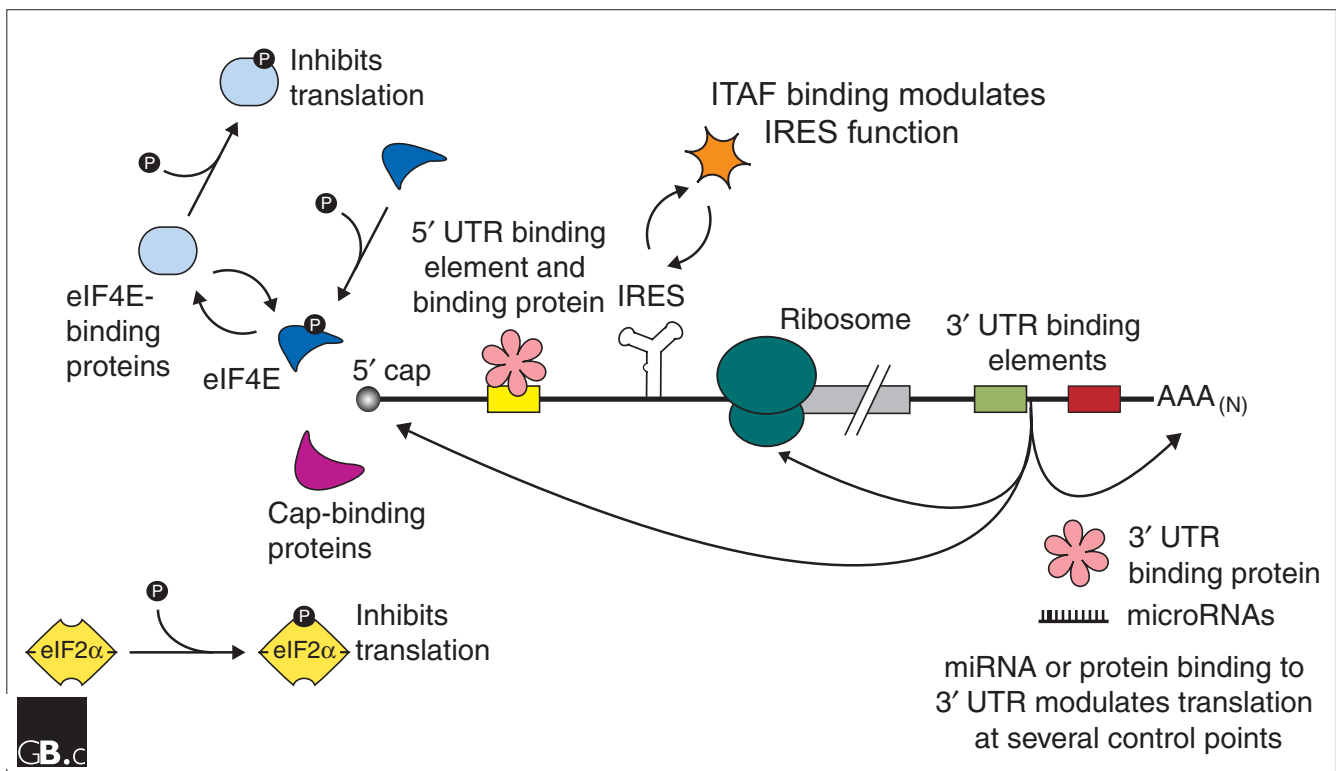 P
Inhibits
translation
P
P
ITAF binding modulates
IRES function
5′ UTR binding
element and
binding protein
IRES
eIF4E-
binding
proteins
P
eIF4E
5′ cap
Ribosome
3′ UTR binding
elements
AAA (N)
Cap-binding
proteins
3′ UTR
binding protein
microRNAs
miRNA or protein binding to
3′ UTR modulates translation
at several control points
P
eIF2α
P
eIF2α
Inhibits
translation
GB.c